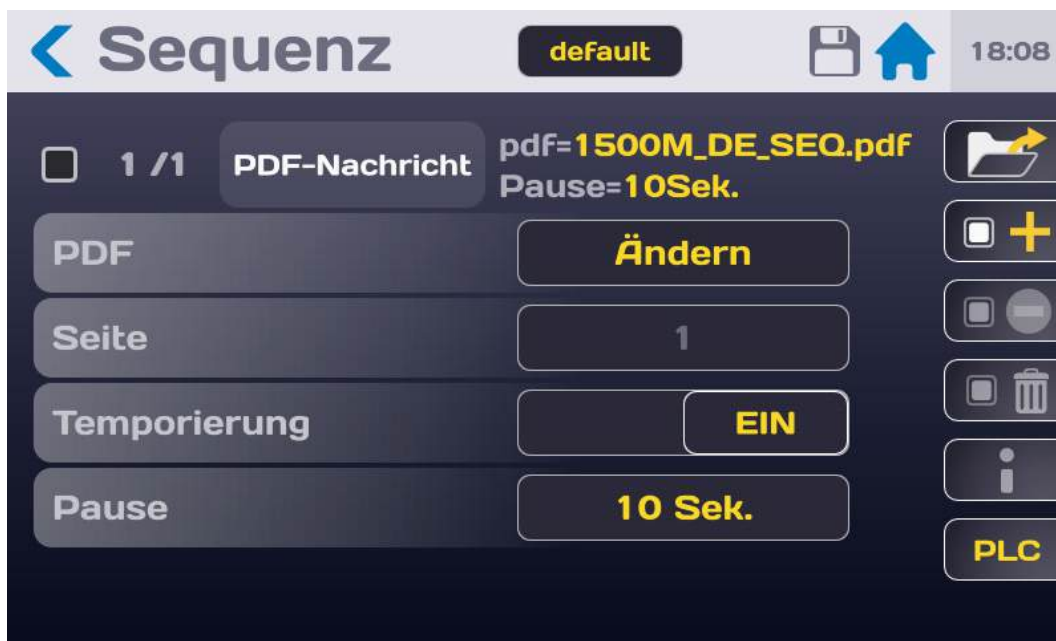 Sequenz
default
18:08
1 /1
PDF-Nachricht
pdf=1500M_DE_SEQ.pdf
Pause=10Sek.
PDF
Ändern
Seite
1
Temporierung
EIN
Pause
10 Sek.
PLC